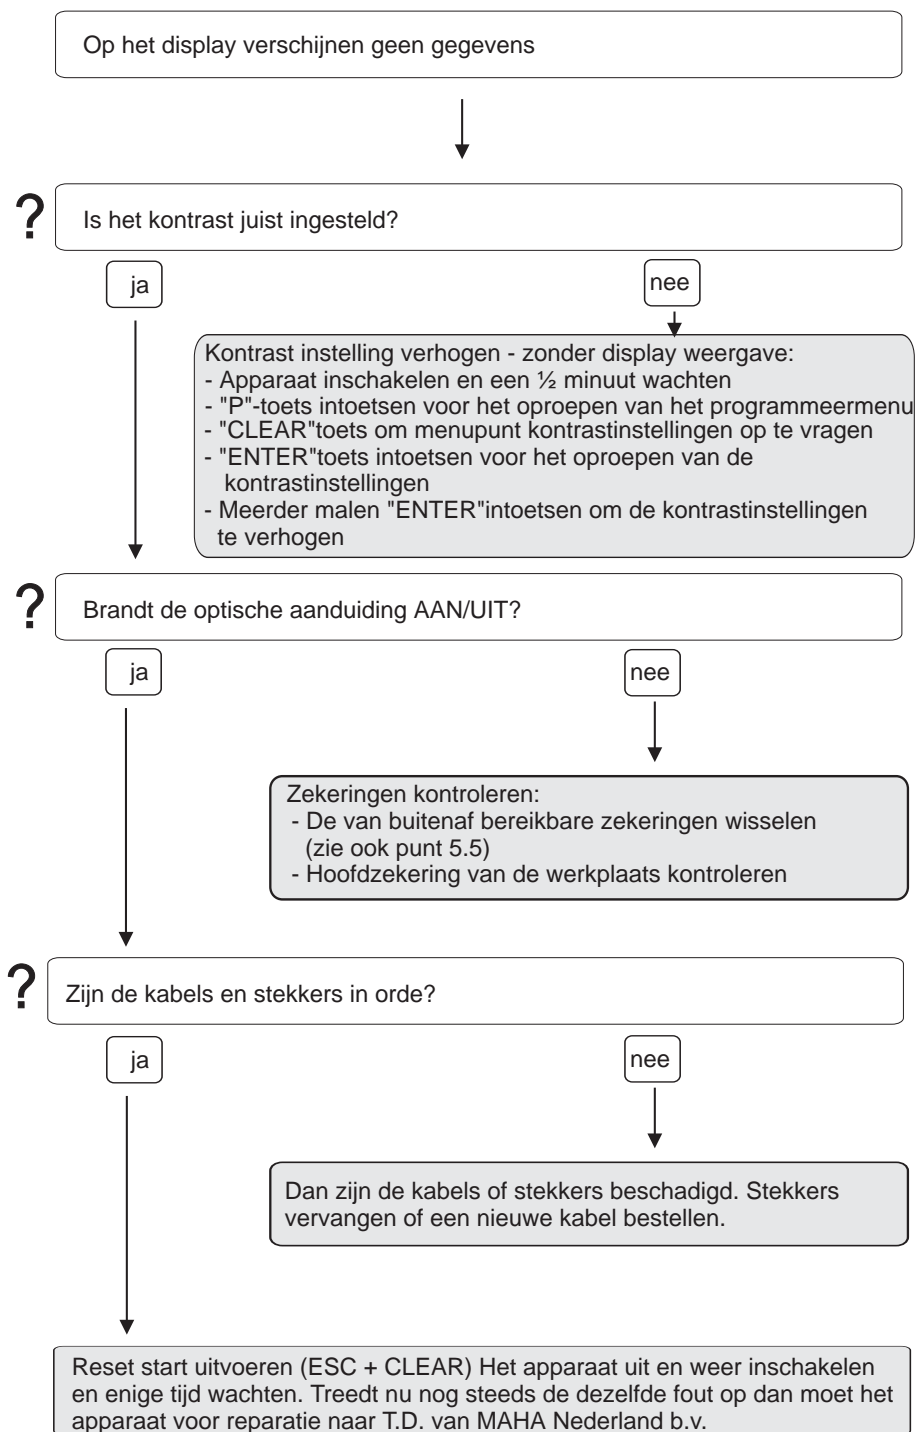 Op het display verschijnen geen gegevens
? Is het kontrast juist ingesteld?
ja nee
Kontrast instelling verhogen - zonder display weergave:
- Apparaat inschakelen en een ½ minuut wachten
- "P"-toets intoetsen voor het oproepen van het programmeermenu
- "CLEAR"toets om menupunt kontrastinstellingen op te vragen
- "ENTER"toets intoetsen voor het oproepen van de
kontrastinstellingen
- Meerder malen "ENTER"intoetsen om de kontrastinstellingen
te verhogen
? Brandt de optische aanduiding AAN/UIT?
ja nee
Zekeringen kontroleren:
- De van buitenaf bereikbare zekeringen wisselen
(zie ook punt 5.5)
- Hoofdzekering van de werkplaats kontroleren
? Zijn de kabels en stekkers in orde?
ja nee
Dan zijn de kabels of stekkers beschadigd. Stekkers
vervangen of een nieuwe kabel bestellen.
Reset start uitvoeren (ESC + CLEAR) Het apparaat uit en weer inschakelen
en enige tijd wachten. Treedt nu nog steeds de dezelfde fout op dan moet het
apparaat voor reparatie naar T.D. van MAHA Nederland b.v.